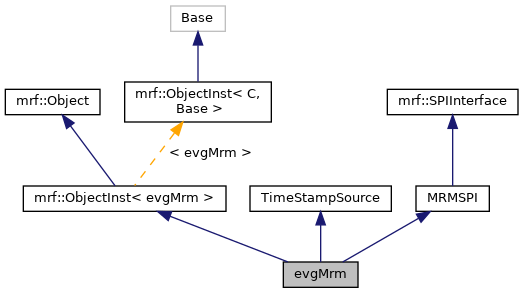 Base
mrf::Object
mrf::ObjectInst< C,
Base >
mrf::SPIInterface
< evgMrm >
mrf::ObjectInst< evgMrm >
TimeStampSource
MRMSPI
evgMrm